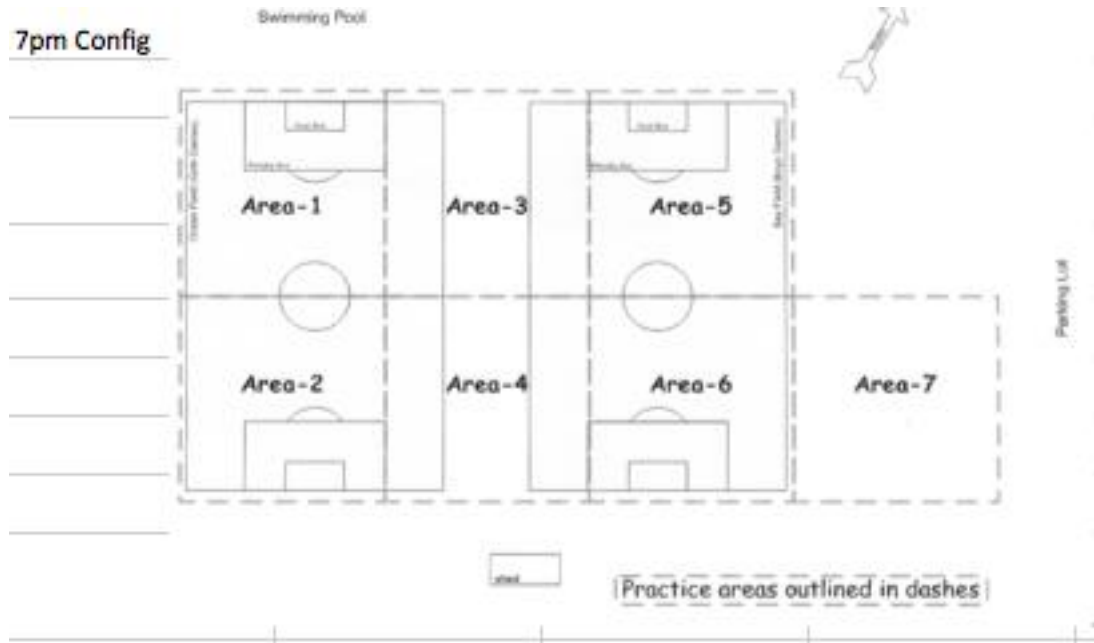 Swimming Pool
7pm Config
Area-1
Area-3
Area-5
Area-2
Area-4
Area-6
Area-7
Parking Lot
shed
Practice areas outlined in dashes